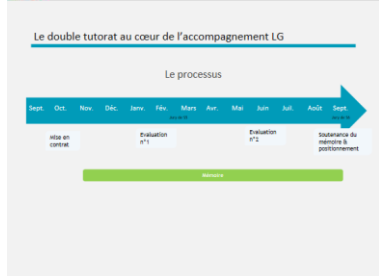 Le double tutorat au cœur de l'accompagnement LG
Le processus
Sept. Oct. Nov. Déc. Janv. Fév. Mars Avr. Mai Juin Juil. Août Sept.
Mise en
contrat
Evaluation
n°1
Evaluation
n°2
Soutenance du
mémoire &
positionnement
Mémoire